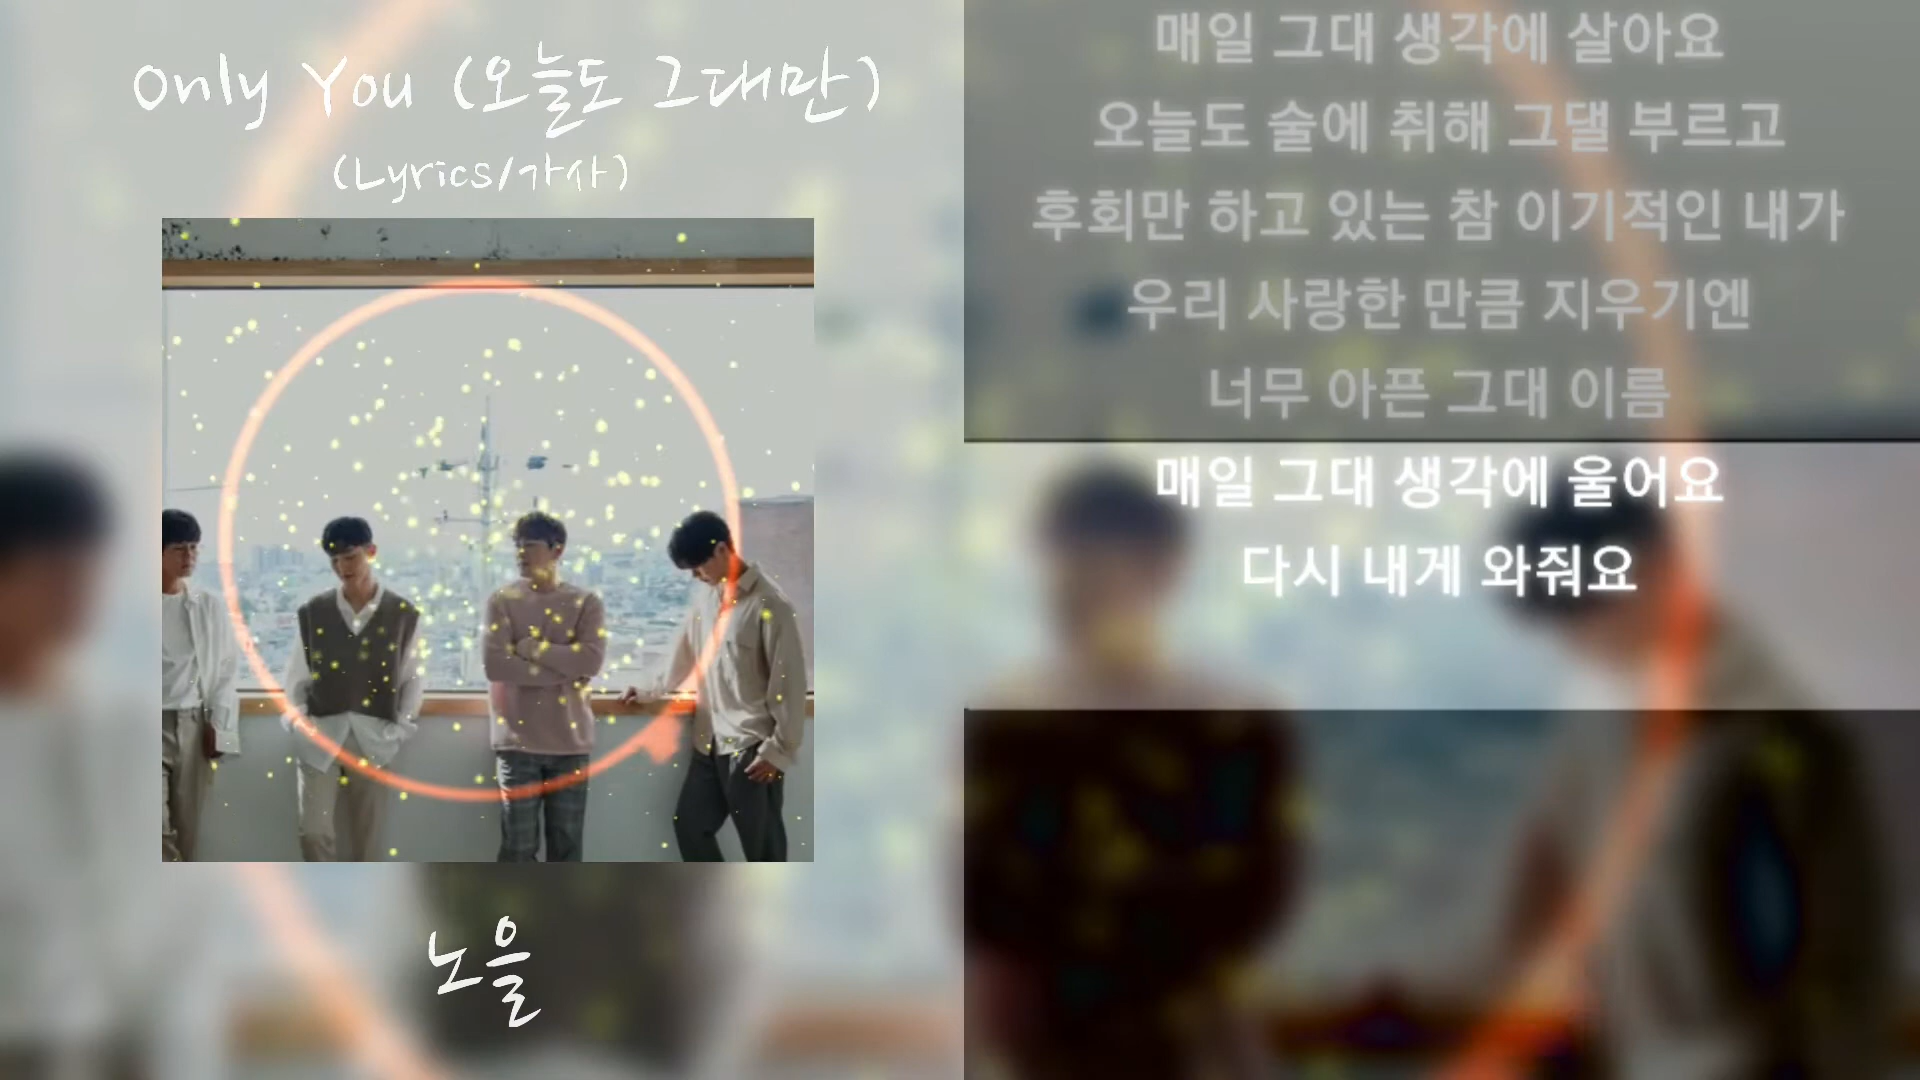 Only You (오늘도 그대만)
(Lyrics/가사)
노을
매일 그대 생각에 살아요
오늘도 술에 취해 그댈 부르고
후회만 하고 있는 참 이기적인 내가
우리 사랑한 만큼 지우기엔
너무 아픈 그대 이름
매일 그대 생각에 울어요
다시 내게 와줘요